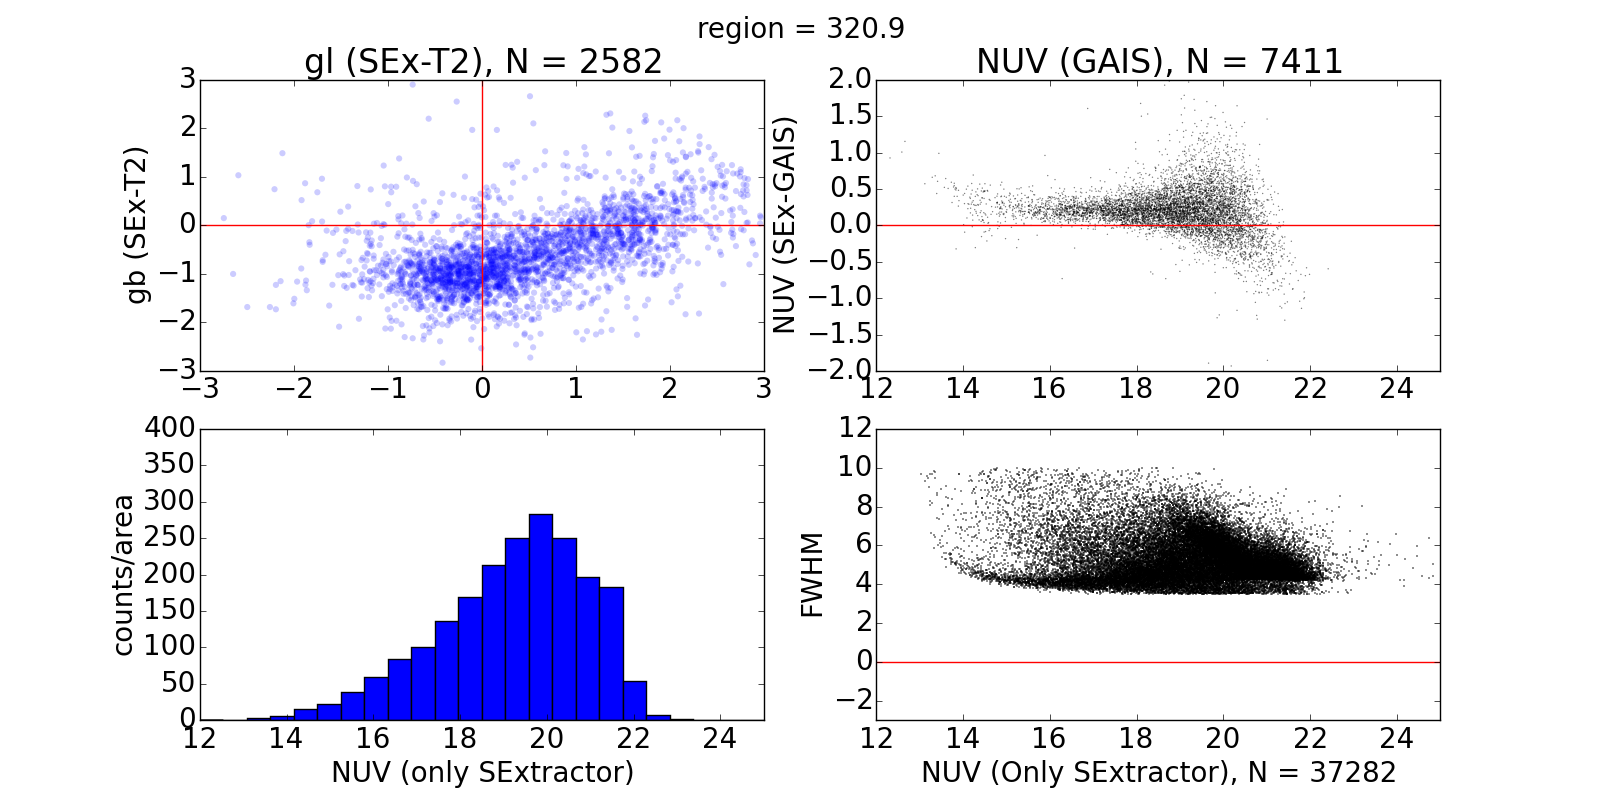 region = 320.9
gl (SEx-T2), N = 2582
NUV (GAIS), N = 7411
gb (SEx-T2)
3
2
1
0
−1
−2
−3
−3 −2 −1 0 1 2 3
NUV (SEx-GAIS)
2.0
1.5
1.0
0.5
0.0
−0.5
−1.0
−1.5
−2.0
12 14 16 18 20 22 24
counts/area
400
350
300
250
200
150
100
50
0
12 14 16 18 20 22 24
NUV (only SExtractor)
FWHM
12
10
8
6
4
2
0
−2
12 14 16 18 20 22 24
NUV (Only SExtractor), N = 37282